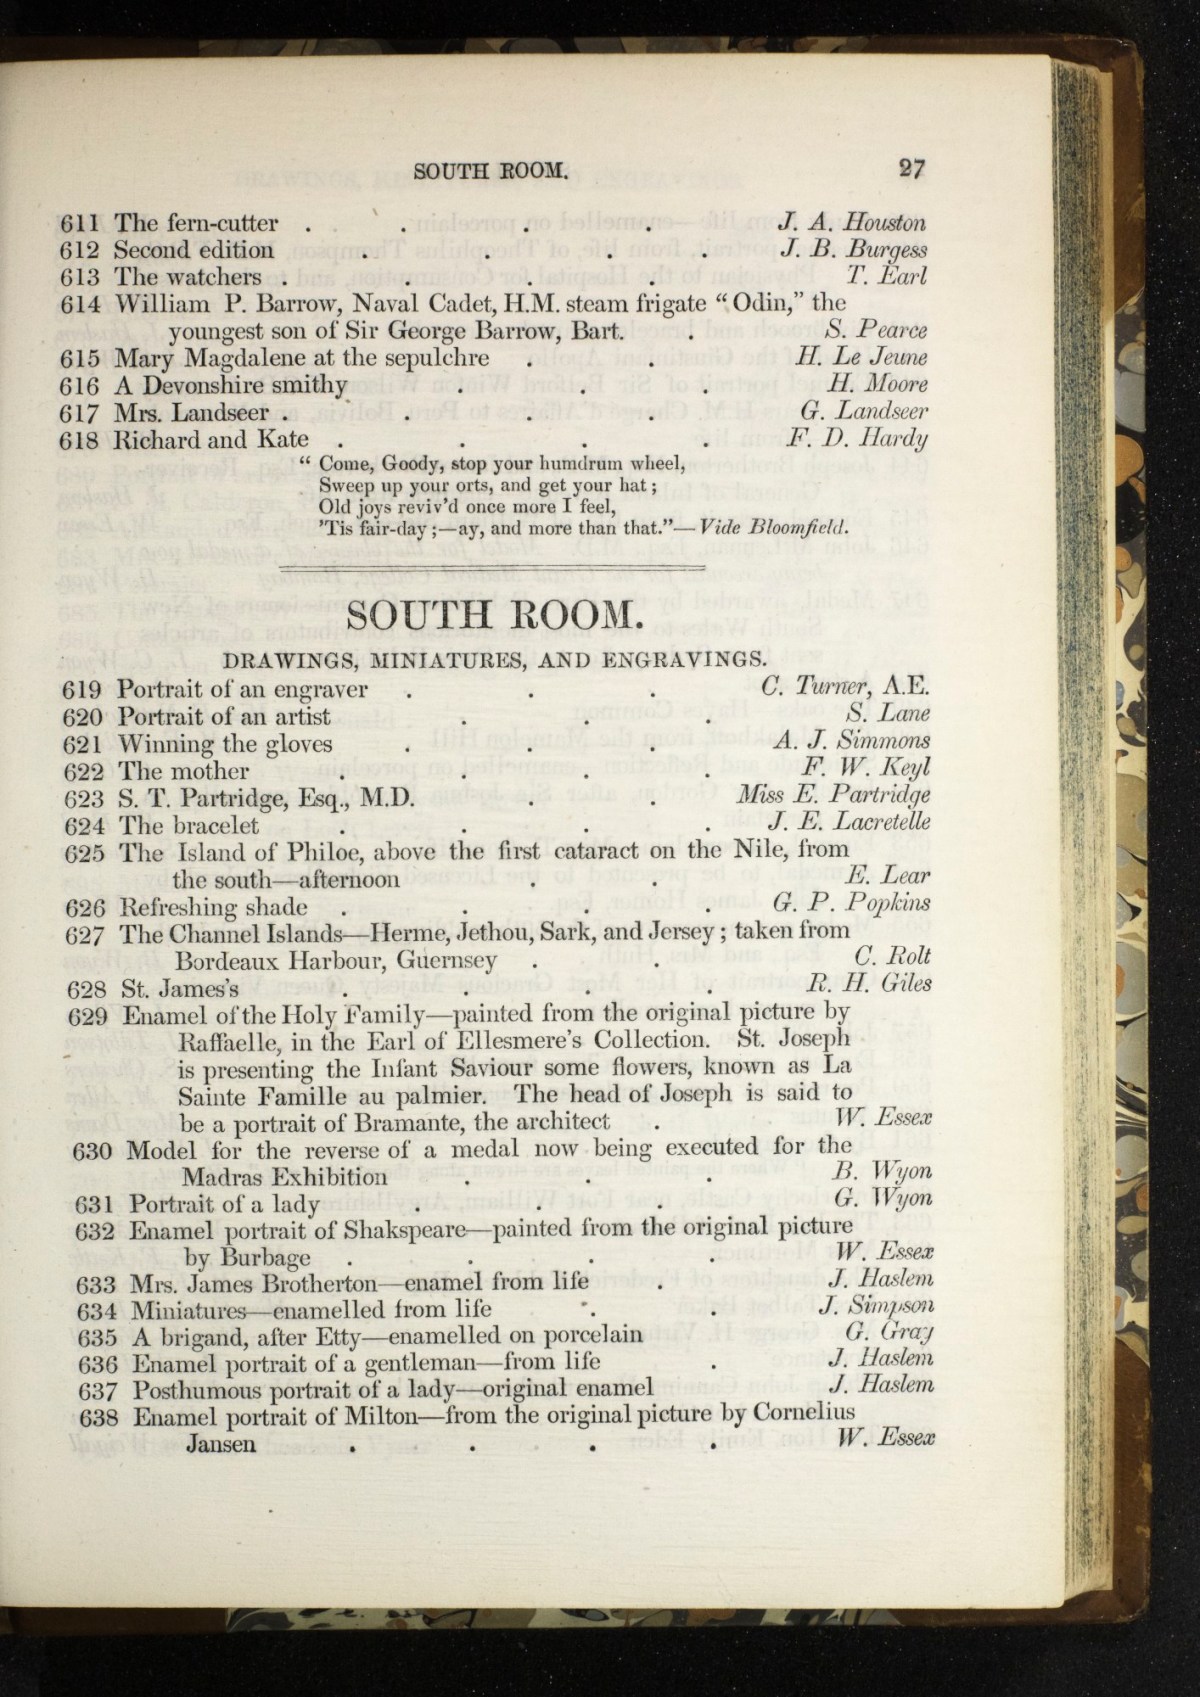 SOUTH ROOM. 27
611 The fern-cutter . . . . J. A. Houston
612 Second edition . . . . J. B. Burgess
613 The watchers . . . . T. Earl
614 William P. Barrow, Naval Cadet, H.M. steam frigate “Odin,” the
youngest son of Sir George Barrow, Bart. . S. Pearce
615 Mary Magdalene at the sepulchre . . H. Le Jeune
616 A Devonshire smithy . . . H. Moore
617 Mrs. Landseer . . . . G. Landseer
618 Richard and Kate . . . . F. D. Hardy
“ Come, Goody, stop your humdrum wheel,
Sweep up your orts, and get your hat ;
Old joys reviv’d once more I feel,
’Tis fair-day ;—ay, and more than that.”—Vide Bloomfield.
SOUTH ROOM.
DRAWINGS, MINIATURES, AND ENGRAVINGS.
619 Portrait of an engraver . . . C. Turner, A.E.
620 Portrait of an artist . . . S. Lane
621 Winning the gloves . . . A. J. Simmons
622 The mother . . . . F. W. Keyl
623 S. T. Partridge, Esq., M.D. . . Miss E. Partridge
624 The bracelet . . . . J. E. Lacretelle
625 The Island of Philoe, above the first cataract on the Nile, from
the south—afternoon . . E. Lear
626 Refreshing shade . . . . G. P. Popkins
627 The Channel Islands—Herme, Jethou, Sark, and Jersey ; taken from
Bordeaux Harbour, Guernsey . . C. Rolt
628 St. James’s . . . . R. H. Giles
629 Enamel of the Holy Family—painted from the original picture by
Raffaelle, in the Earl of Ellesmere’s Collection. St. Joseph
is presenting the Infant Saviour some flowers, known as La
Sainte Famille au palmier. The head of Joseph is said to
be a portrait of Bramante, the architect . W. Essex
630 Model for the reverse of a medal now being executed for the
Madras Exhibition . . . B. Wyon
631 Portrait of a lady . . . G. Wyon
632 Enamel portrait of Shakspeare—painted from the original picture
by Burbage . . . . W. Essex
633 Mrs. James Brotherton—enamel from life . J. Haslem
634 Miniatures—enamelled from life . . J. Simpson
635 A brigand, after Etty—enamelled on porcelain G. Gray
636 Enamel portrait of a gentleman—from life . J. Haslem
637 Posthumous portrait of a lady—original enamel J. Haslem
638 Enamel portrait of Milton—from the original picture by Cornelius
Jansen . . . . W. Essex